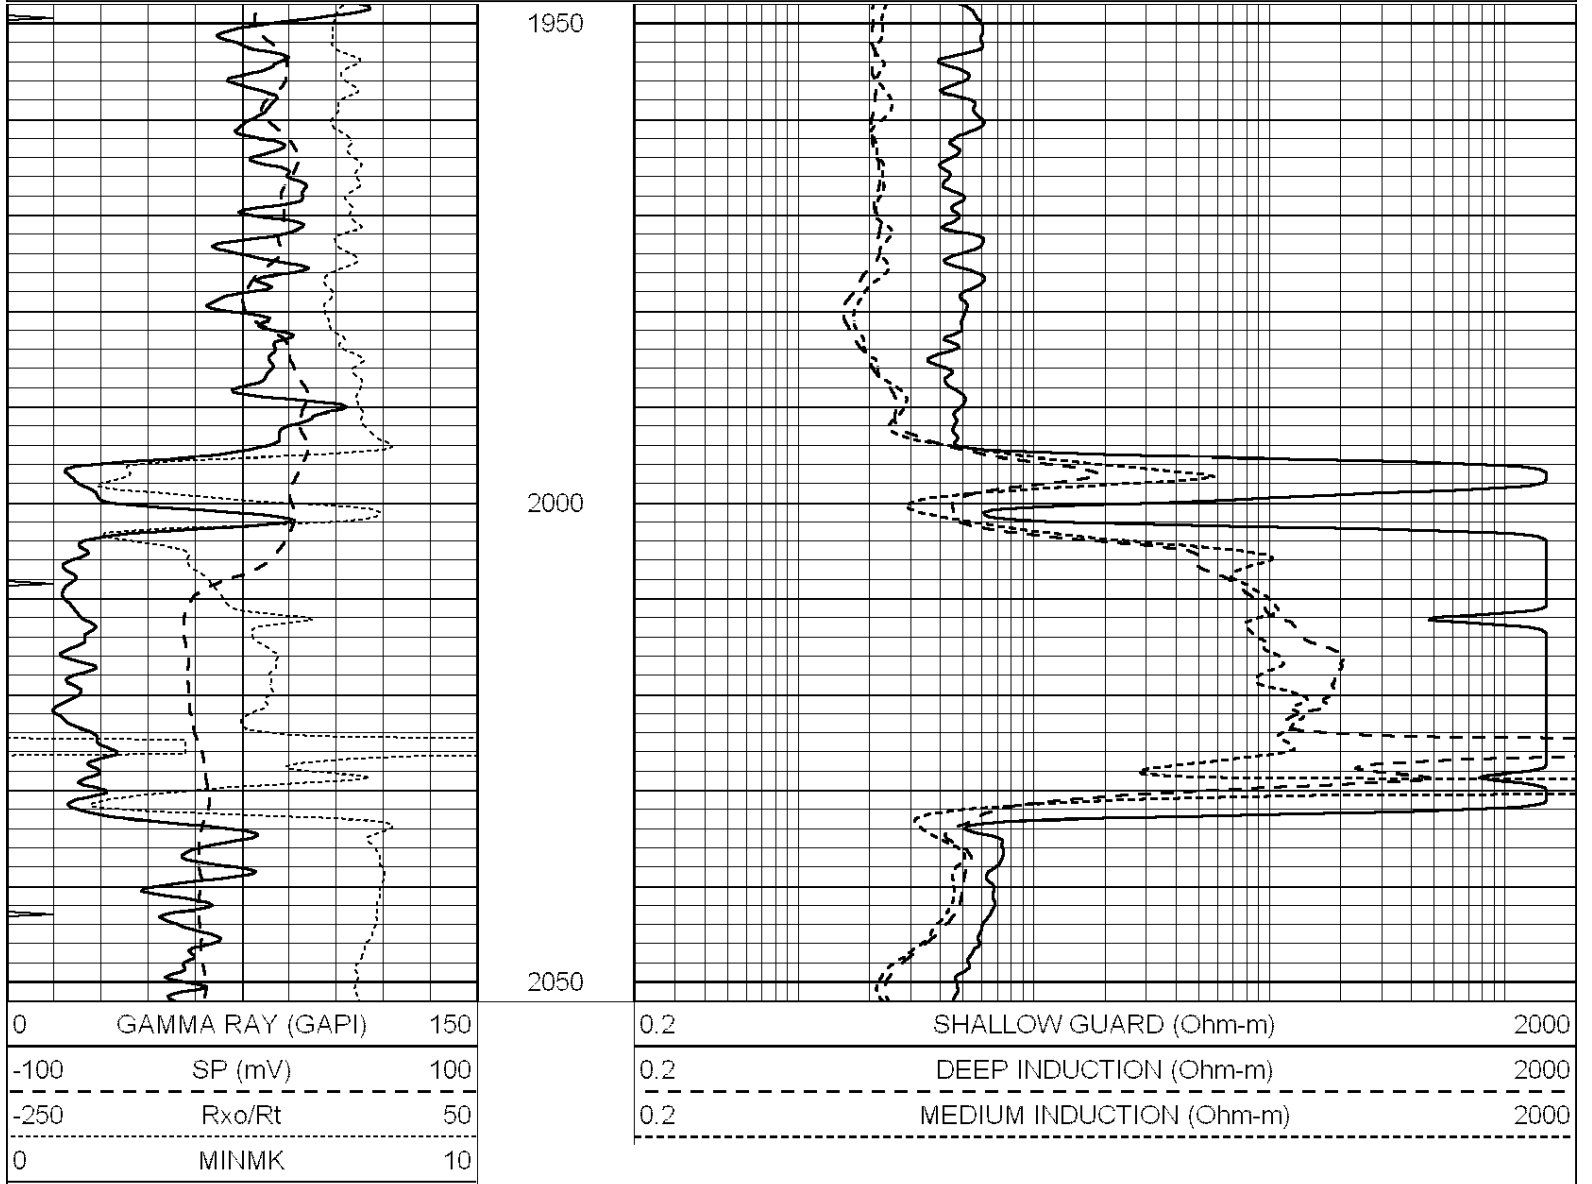 1950
2000
2050
0 GAMMA RAY (GAPI) 150
-100 SP (mV) 100
-250 Rxo/Rt 50
0 MINMK 10
0.2 SHALLOW GUARD (Ohm-m) 2000
0.2 DEEP INDUCTION (Ohm-m) 2000
0.2 MEDIUM INDUCTION (Ohm-m) 2000